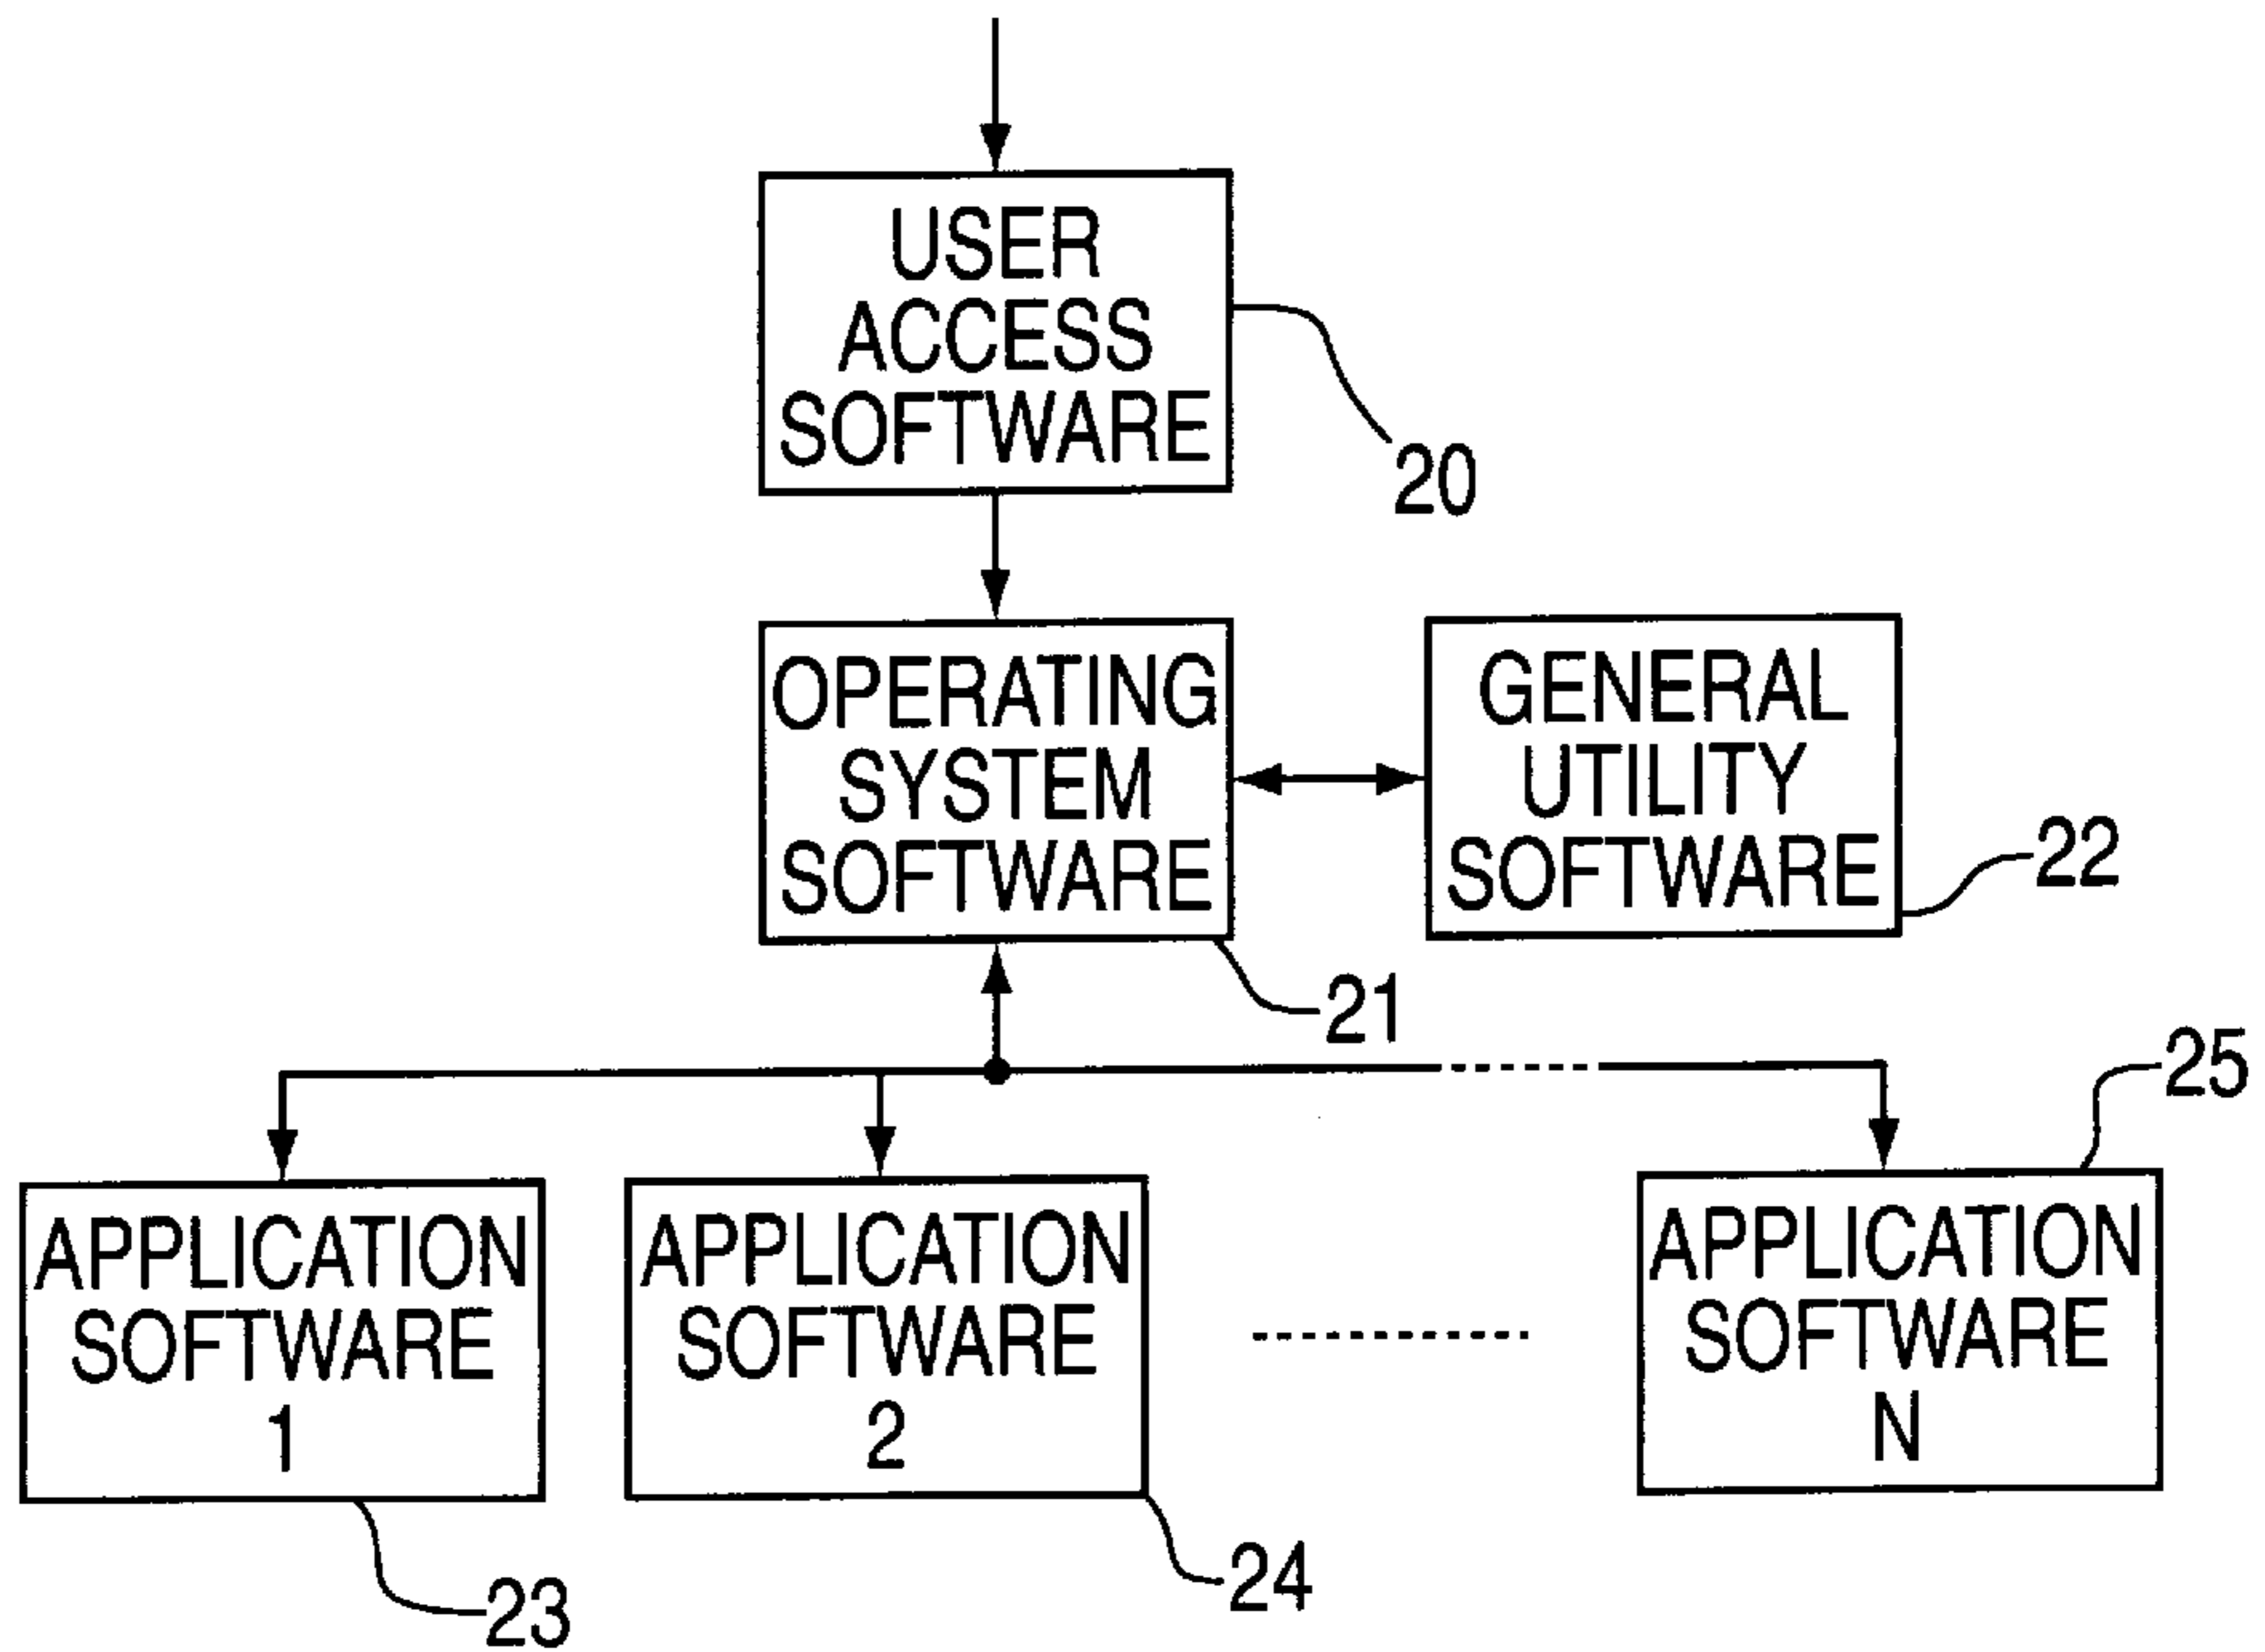 USER
ACCESS
SOFTWARE
20
OPERATING
SYSTEM
SOFTWARE
21
GENERAL
UTILITY
SOFTWARE
22
APPLICATION
SOFTWARE
1
23
APPLICATION
SOFTWARE
2
24
APPLICATION
SOFTWARE
N
25